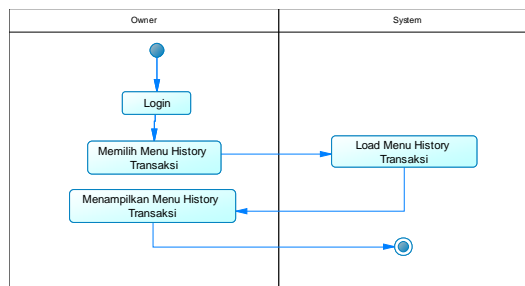 Owner
System
Login
Memilih Menu History
Transaksi
Load Menu History
Transaksi
Menampilkan Menu History
Transaksi